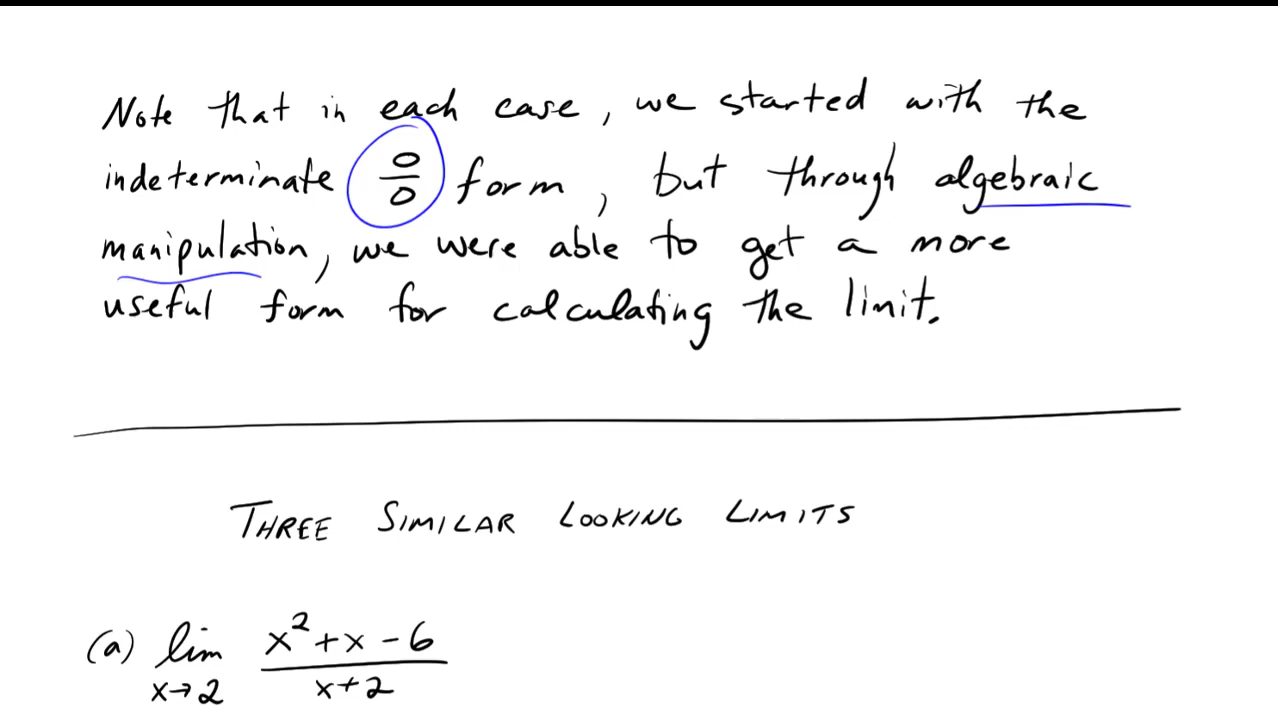 Note that in each case, we started with the
indeterminate 0/0 form, but through algebraic
manipulation, we were able to get a more
useful form for calculating the limit.
THREE SIMILAR LOOKING LIMITS
(a) lim x→2 (x²+x-6)/(x+2)